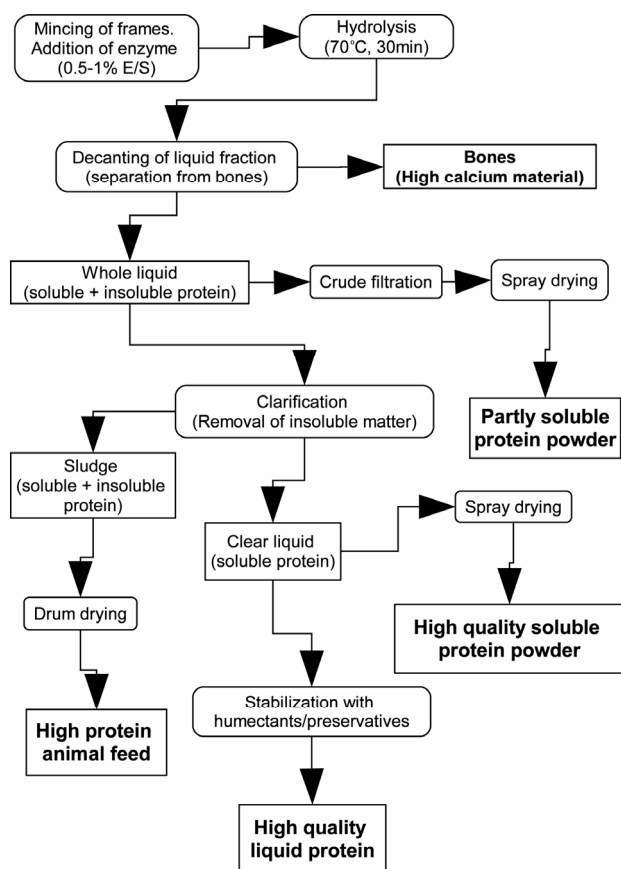 Mincing of frames.
Addition of enzyme
(0.5-1% E/S)
Hydrolysis
(70°C, 30min)
Decanting of liquid fraction
(separation from bones)
Bones
(High calcium material)
Whole liquid
(soluble + insoluble protein)
Crude filtration
Spray drying
Clarification
(Removal of insoluble matter)
Partly soluble
protein powder
Sludge
(soluble + insoluble
protein)
Clear liquid
(soluble protein)
Spray drying
Drum drying
High quality soluble
protein powder
Stabilization with
humectants/preservatives
High protein
animal feed
High quality
liquid protein